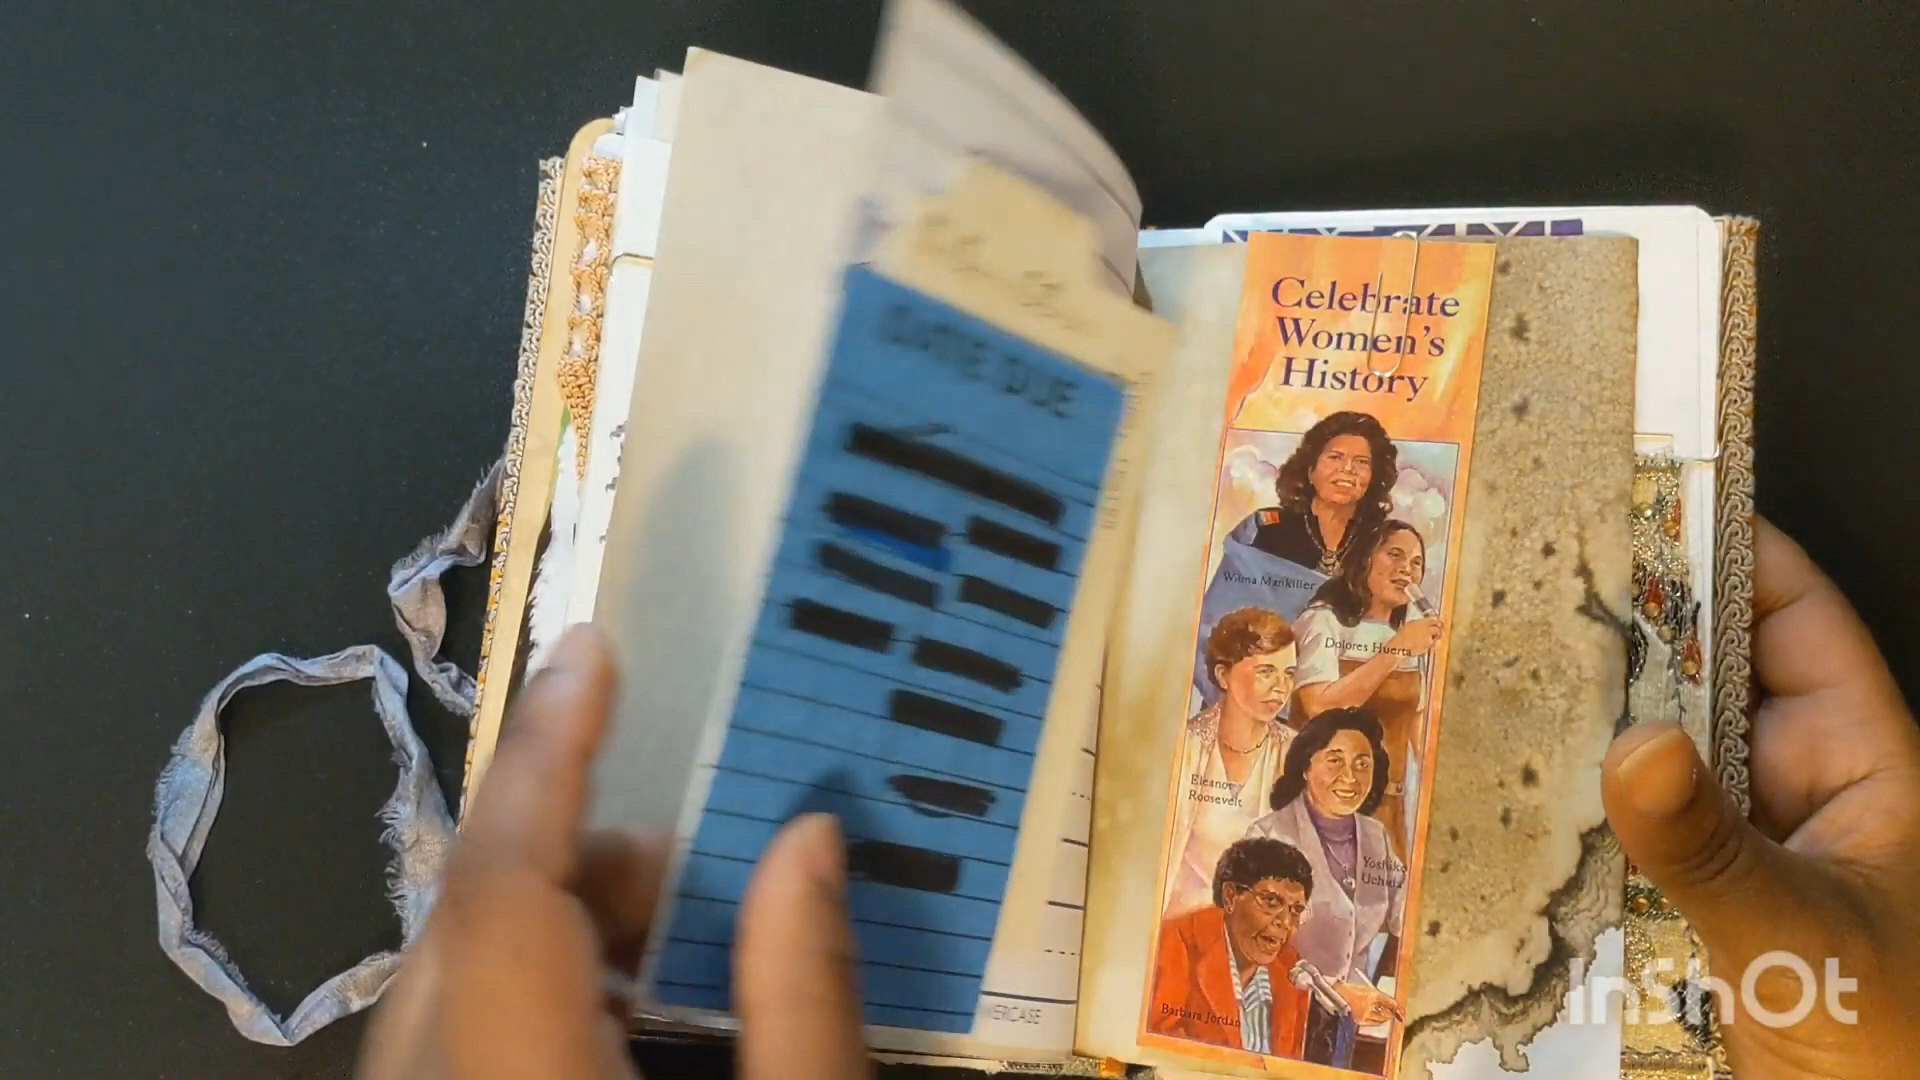 DATE DUE
Celebrate
Women's
History
Wilma Mankiller
Dolores Huerta
Eleanor
Roosevelt
Yoshiko
Uchida
Barbara Jordan
InShOt